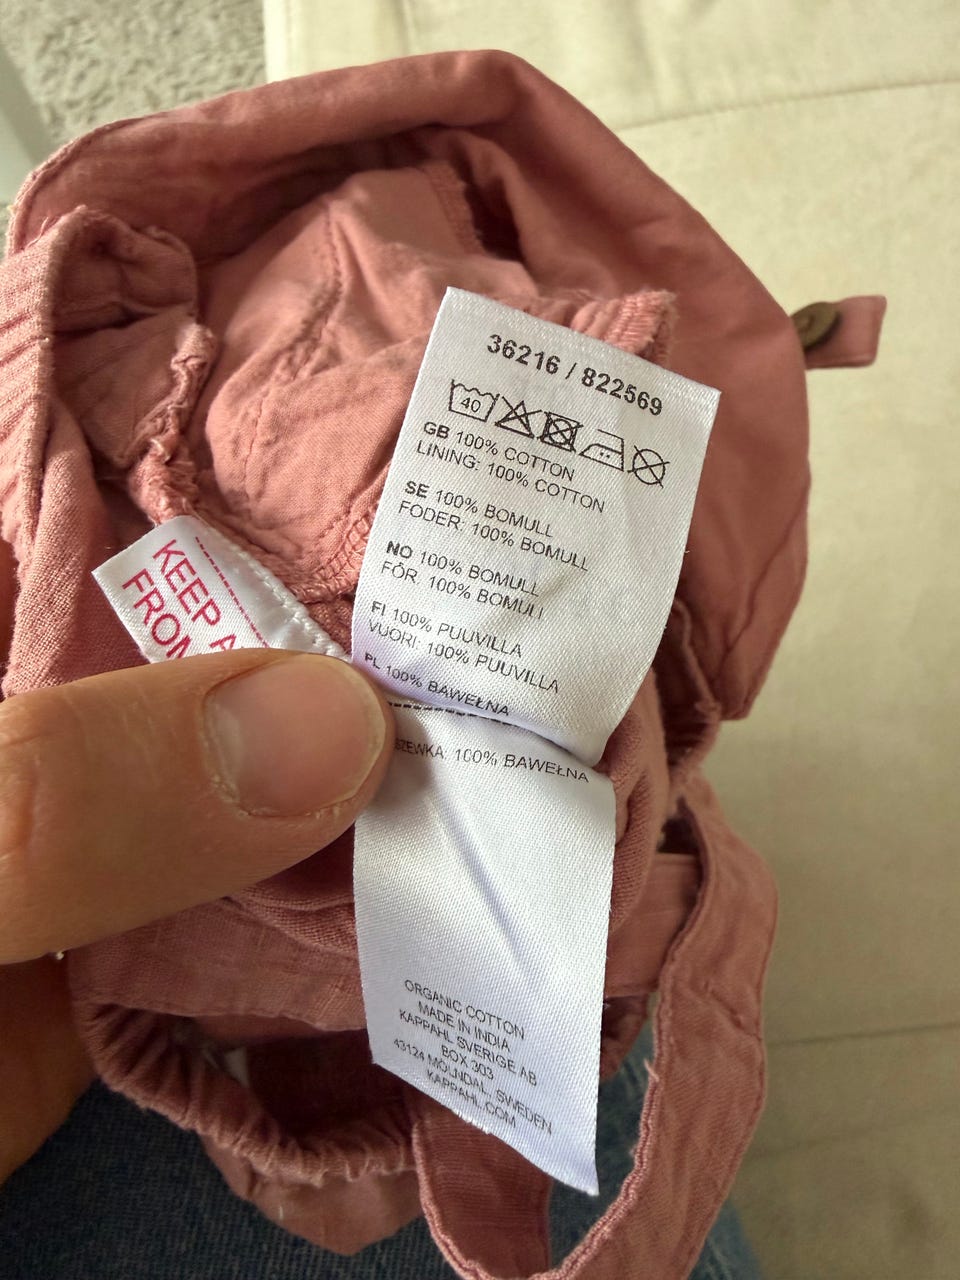 36216 / 822569
40
GB 100% COTTON
LINING: 100% COTTON
SE 100% BOMULL
FODER: 100% BOMULL
NO 100% BOMULL
FÔR: 100% BOMULL
FI 100% PUUVILLA
VUORI: 100% PUUVILLA
PL 100% BAWEŁNA
SZEWKA: 100% BAWEŁNA
ORGANIC COTTON
MADE IN INDIA
KAPPAHL SVERIGE AB
BOX 303
43124 MÖLNDAL, SWEDEN
KAPPAHL.COM
KEEP A
FROM